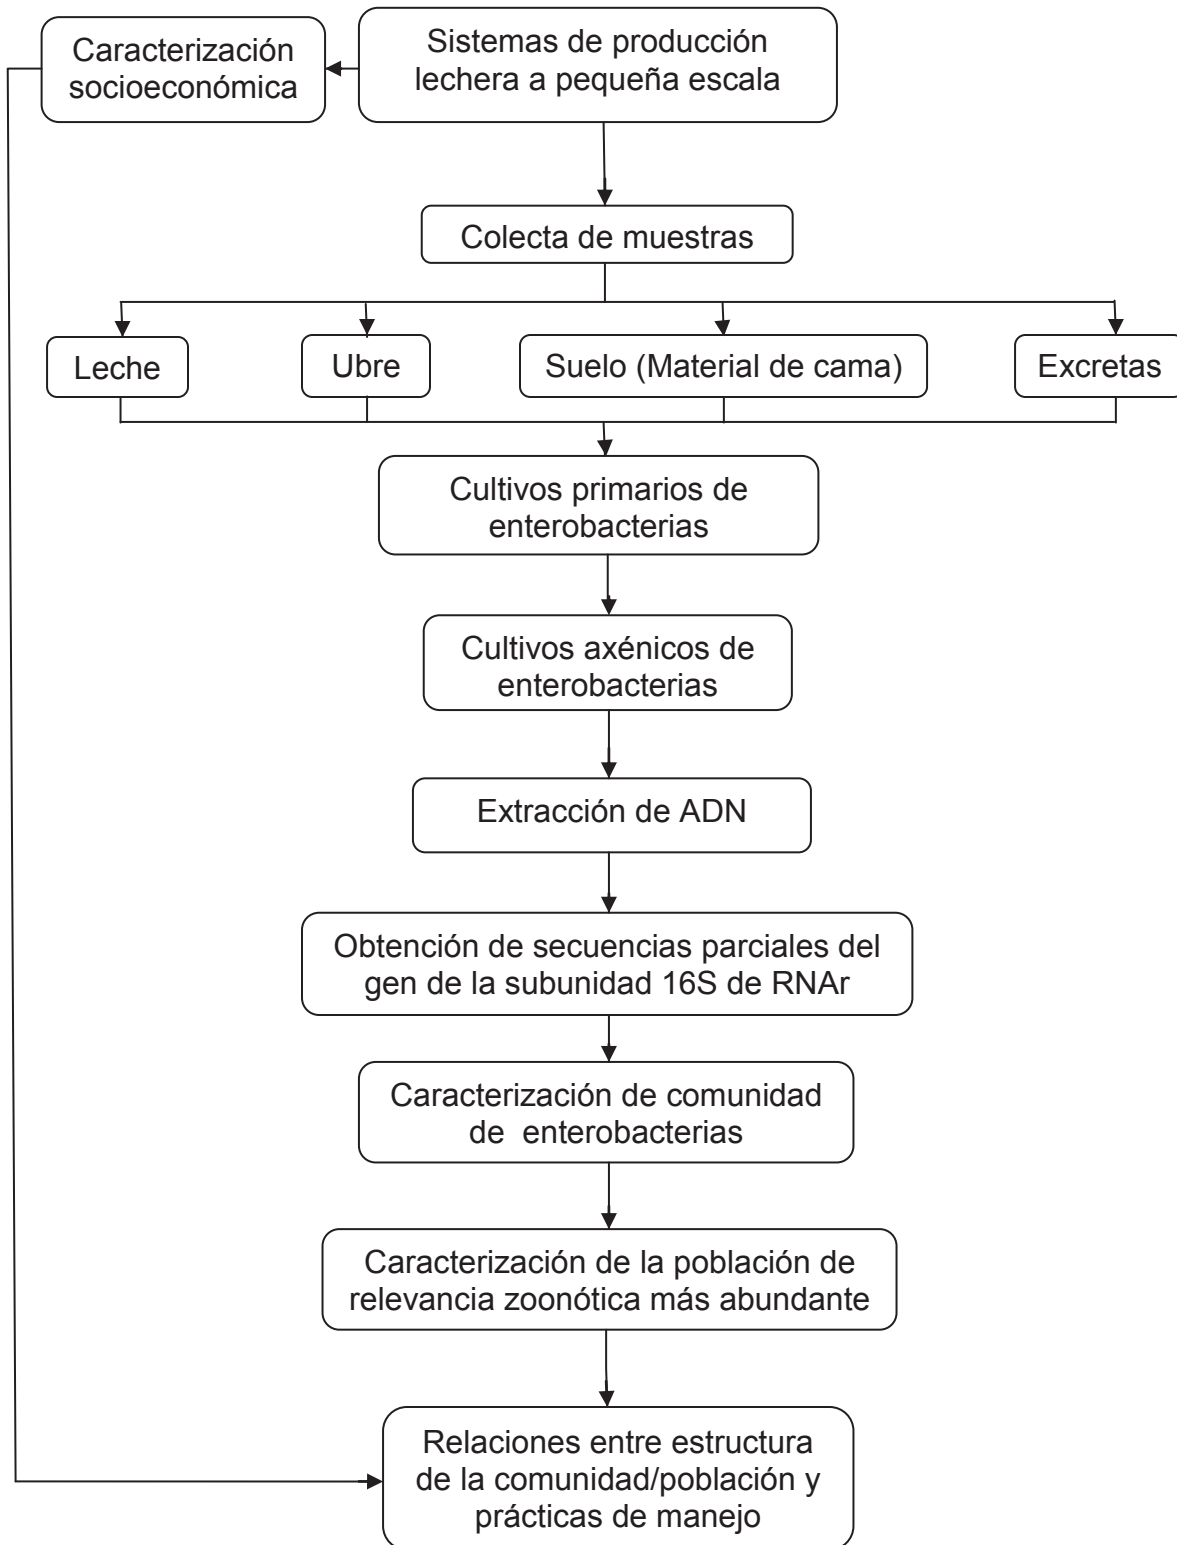 Caracterización
socioeconómica
Sistemas de producción
lechera a pequeña escala
Colecta de muestras
Leche
Ubre
Suelo (Material de cama)
Excretas
Cultivos primarios de
enterobacterias
Cultivos axénicos de
enterobacterias
Extracción de ADN
Obtención de secuencias parciales del
gen de la subunidad 16S de RNAr
Caracterización de comunidad
de enterobacterias
Caracterización de la población de
relevancia zoonótica más abundante
Relaciones entre estructura
de la comunidad/población y
prácticas de manejo